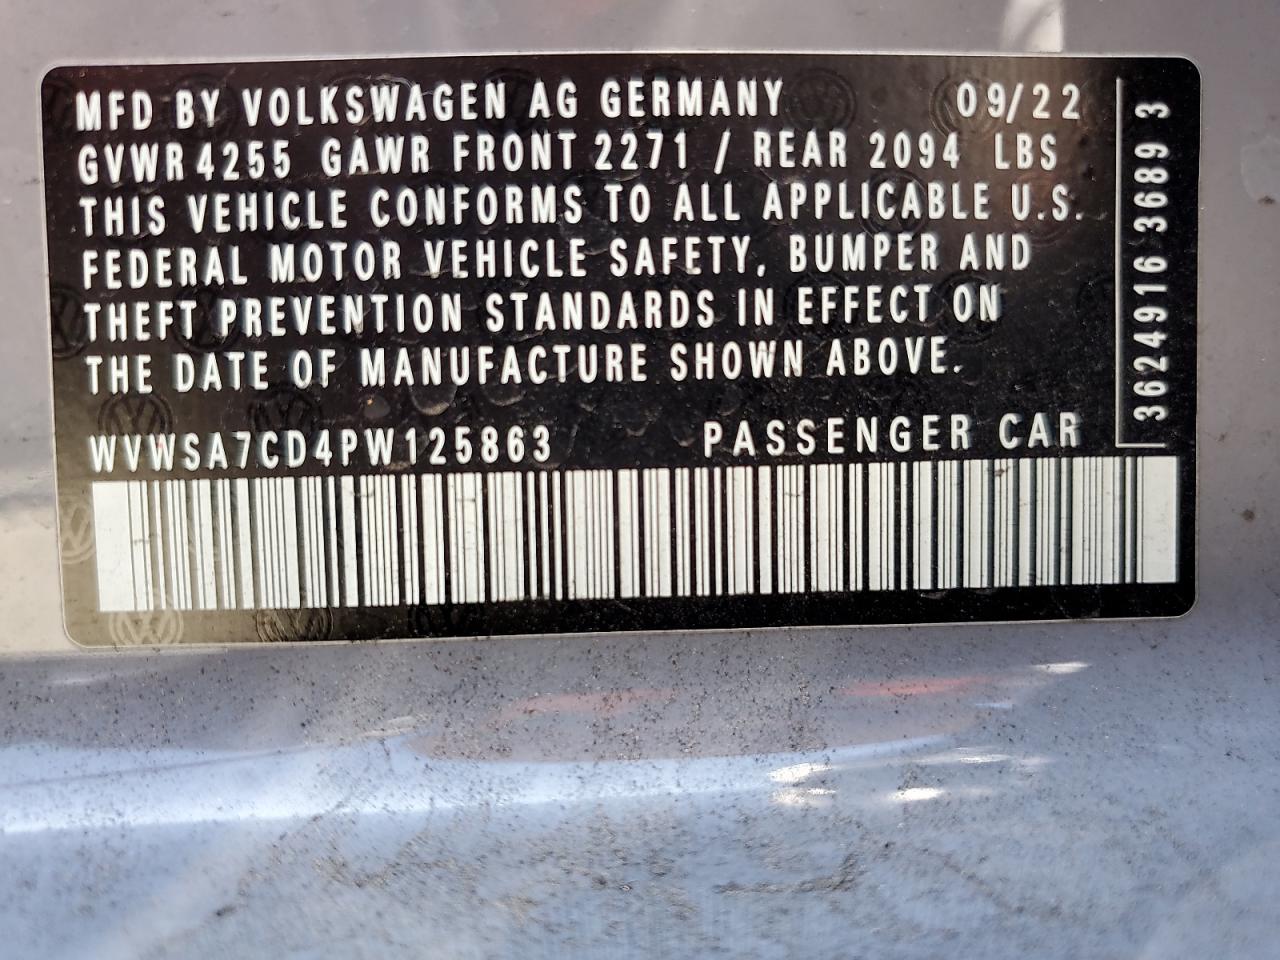 MFD BY VOLKSWAGEN AG GERMANY 09/22
GVWR 4255 GAWR FRONT 2271 / REAR 2094 LBS
THIS VEHICLE CONFORMS TO ALL APPLICABLE U.S.
FEDERAL MOTOR VEHICLE SAFETY, BUMPER AND
THEFT PREVENTION STANDARDS IN EFFECT ON
THE DATE OF MANUFACTURE SHOWN ABOVE.
WVWSA7CD4PW125863 PASSENGER CAR
3624916 3689 3